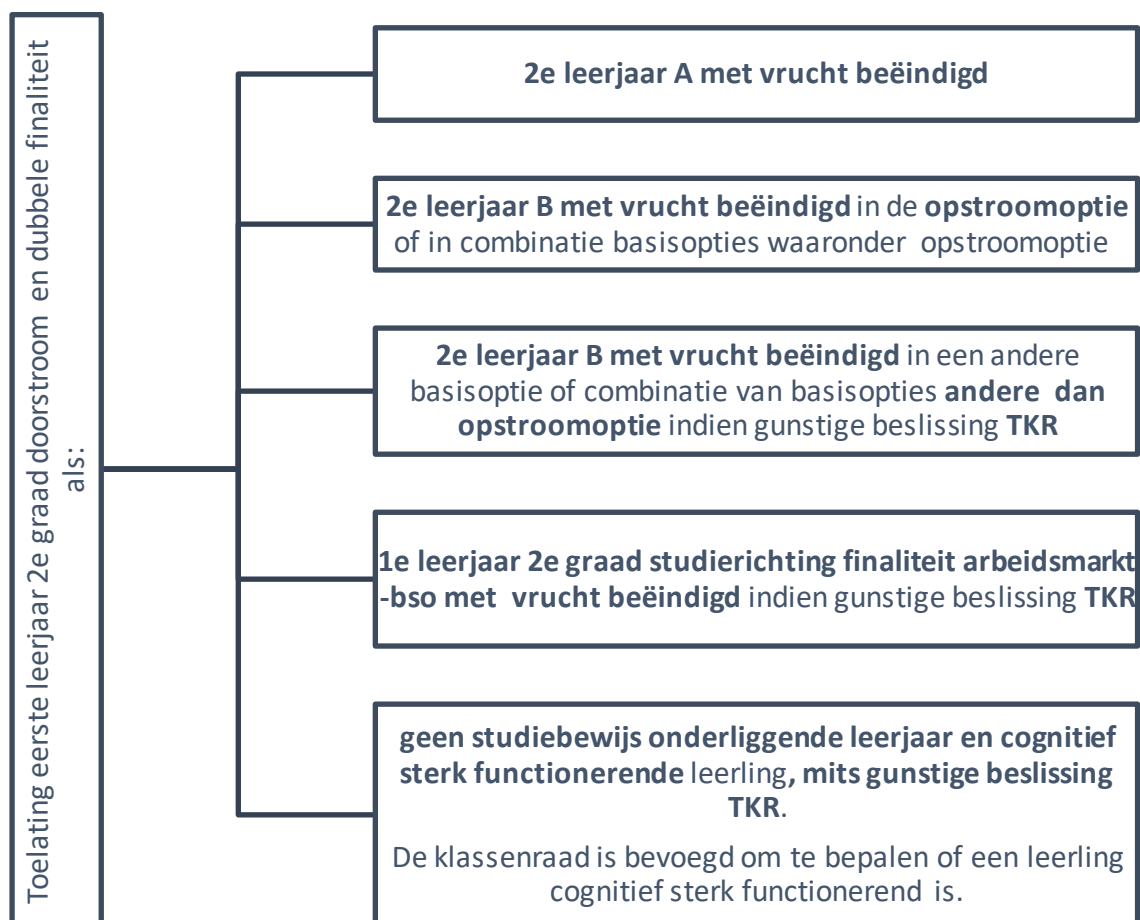 Toelating eerste leerjaar 2e graad doorstroom en dubbele finaliteit
als:
2e leerjaar A met vrucht beëindigd
2e leerjaar B met vrucht beëindigd in de opstroomoptie
of in combinatie basisopties waaronder opstroomoptie
2e leerjaar B met vrucht beëindigd in een andere
basisoptie of combinatie van basisopties andere dan
opstroomoptie indien gunstige beslissing TKR
1e leerjaar 2e graad studierichting finaliteit arbeidsmarkt
-bso met vrucht beëindigd indien gunstige beslissing TKR
geen studiebewijs onderliggende leerjaar en cognitief
sterk functionerende leerling, mits gunstige beslissing
TKR.
De klassenraad is bevoegd om te bepalen of een leerling
cognitief sterk functionerend is.